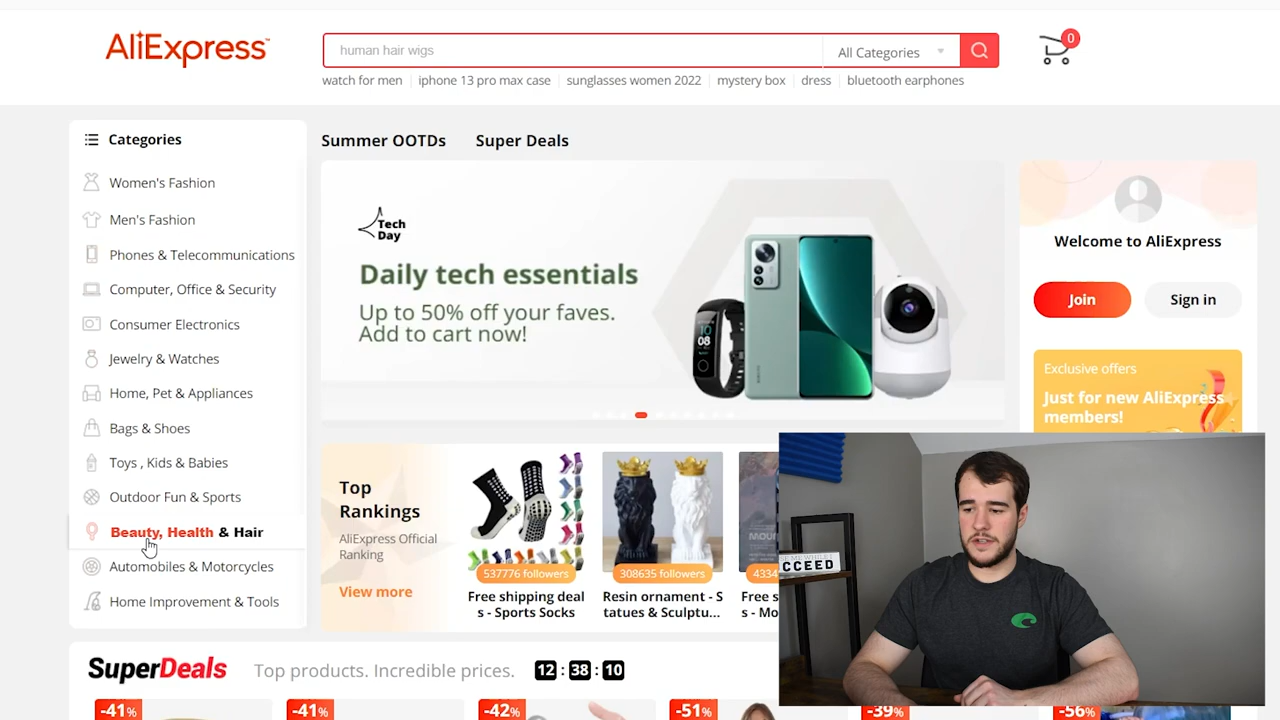 AliExpress
human hair wigs
All Categories
0
watch for men
iphone 13 pro max case
sunglasses women 2022
mystery box
dress
bluetooth earphones
Categories
Women's Fashion
Men's Fashion
Phones & Telecommunications
Computer, Office & Security
Consumer Electronics
Jewelry & Watches
Home, Pet & Appliances
Bags & Shoes
Toys , Kids & Babies
Outdoor Fun & Sports
Beauty, Health & Hair
Automobiles & Motorcycles
Home Improvement & Tools
Summer OOTDs
Super Deals
Tech
Day
Daily tech essentials
Up to 50% off your faves.
Add to cart now!
10
08
Welcome to AliExpress
Join
Sign in
Exclusive offers
Just for new AliExpress
members!
Top
Rankings
AliExpress Official
Ranking
View more
537776 followers
Free shipping deal
s - Sports Socks
308635 followers
Resin ornament - S
tatues & Sculptu...
4334
Free s
s - Mo
CCEED
SuperDeals
Top products. Incredible prices.
12 : 38 : 10
-41%
-41%
-42%
-51%
-39%
-56%